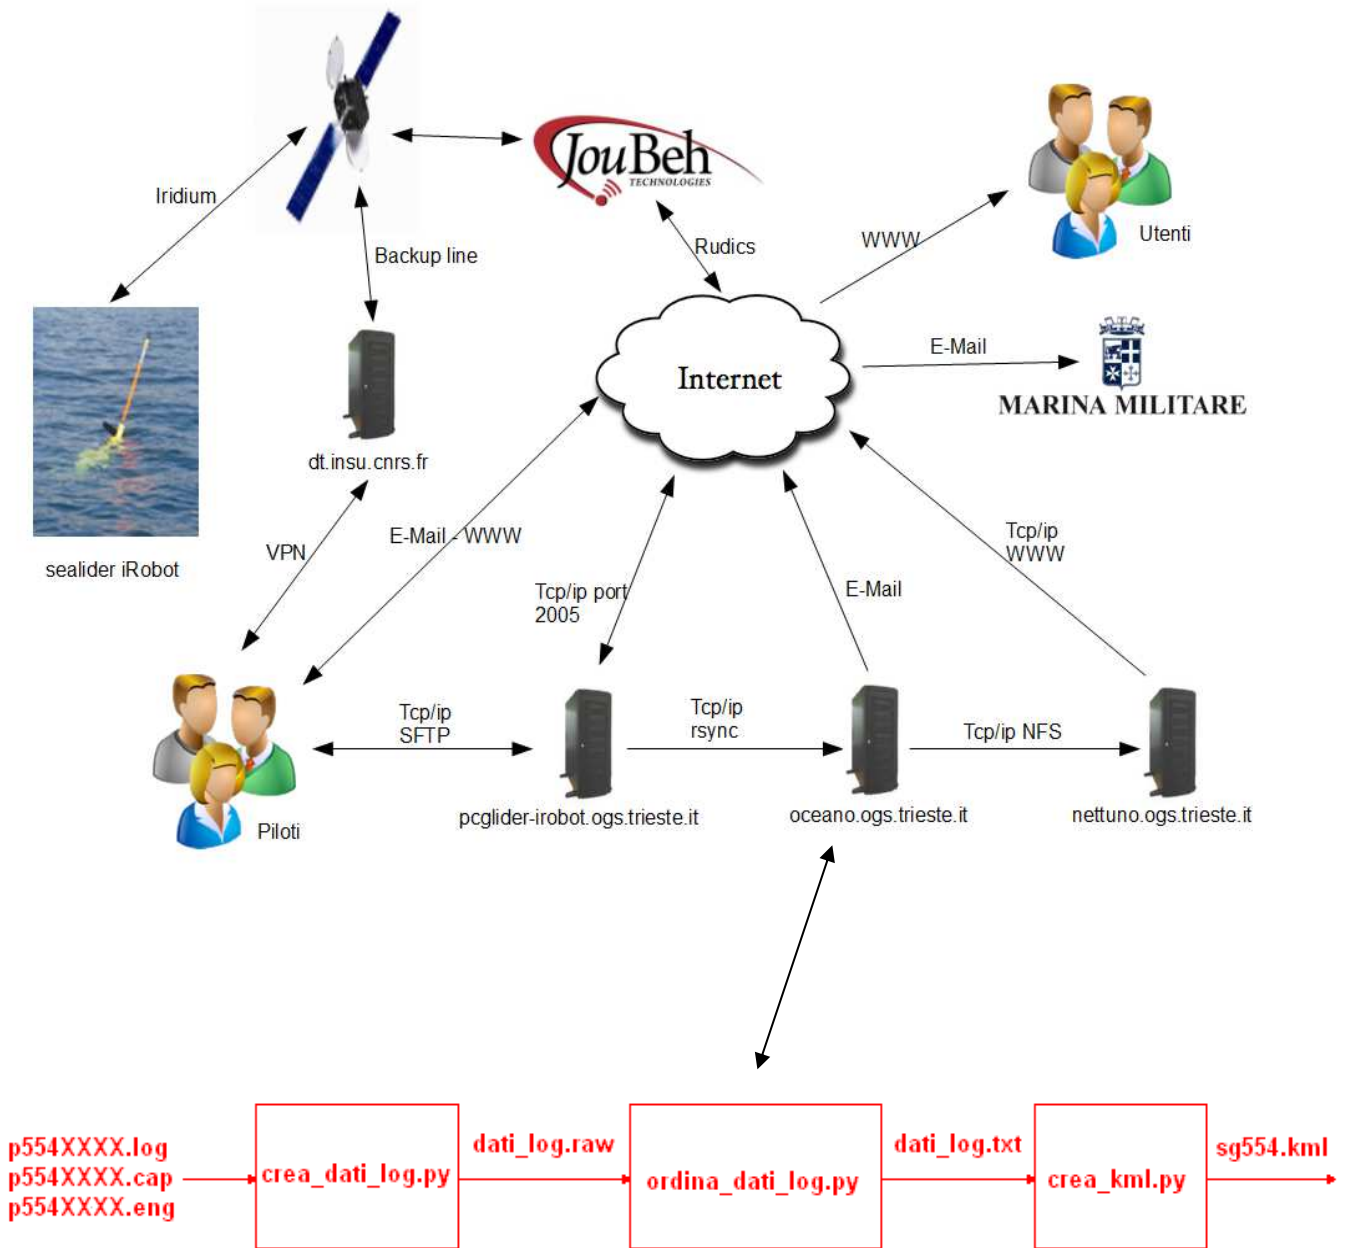 JouBeh
TECHNOLOGIES
Iridium
Backup line
Rudics
WWW
Utenti
Internet
E-Mail
MARINA MILITARE
dt.insu.cnrs.fr
sealider iRobot
VPN
E-Mail - WWW
Tcp/ip port
2005
E-Mail
Tcp/ip
WWW
Tcp/ip
SFTP
Tcp/ip
rsync
Tcp/ip NFS
Piloti
pcglider-irobot.ogs.trieste.it
oceano.ogs.trieste.it
nettuno.ogs.trieste.it
p554XXXX.log
p554XXXX.cap
p554XXXX.eng
crea_dati_log.py
dati_log.raw
ordina_dati_log.py
dati_log.txt
crea_kml.py
sg554.kml